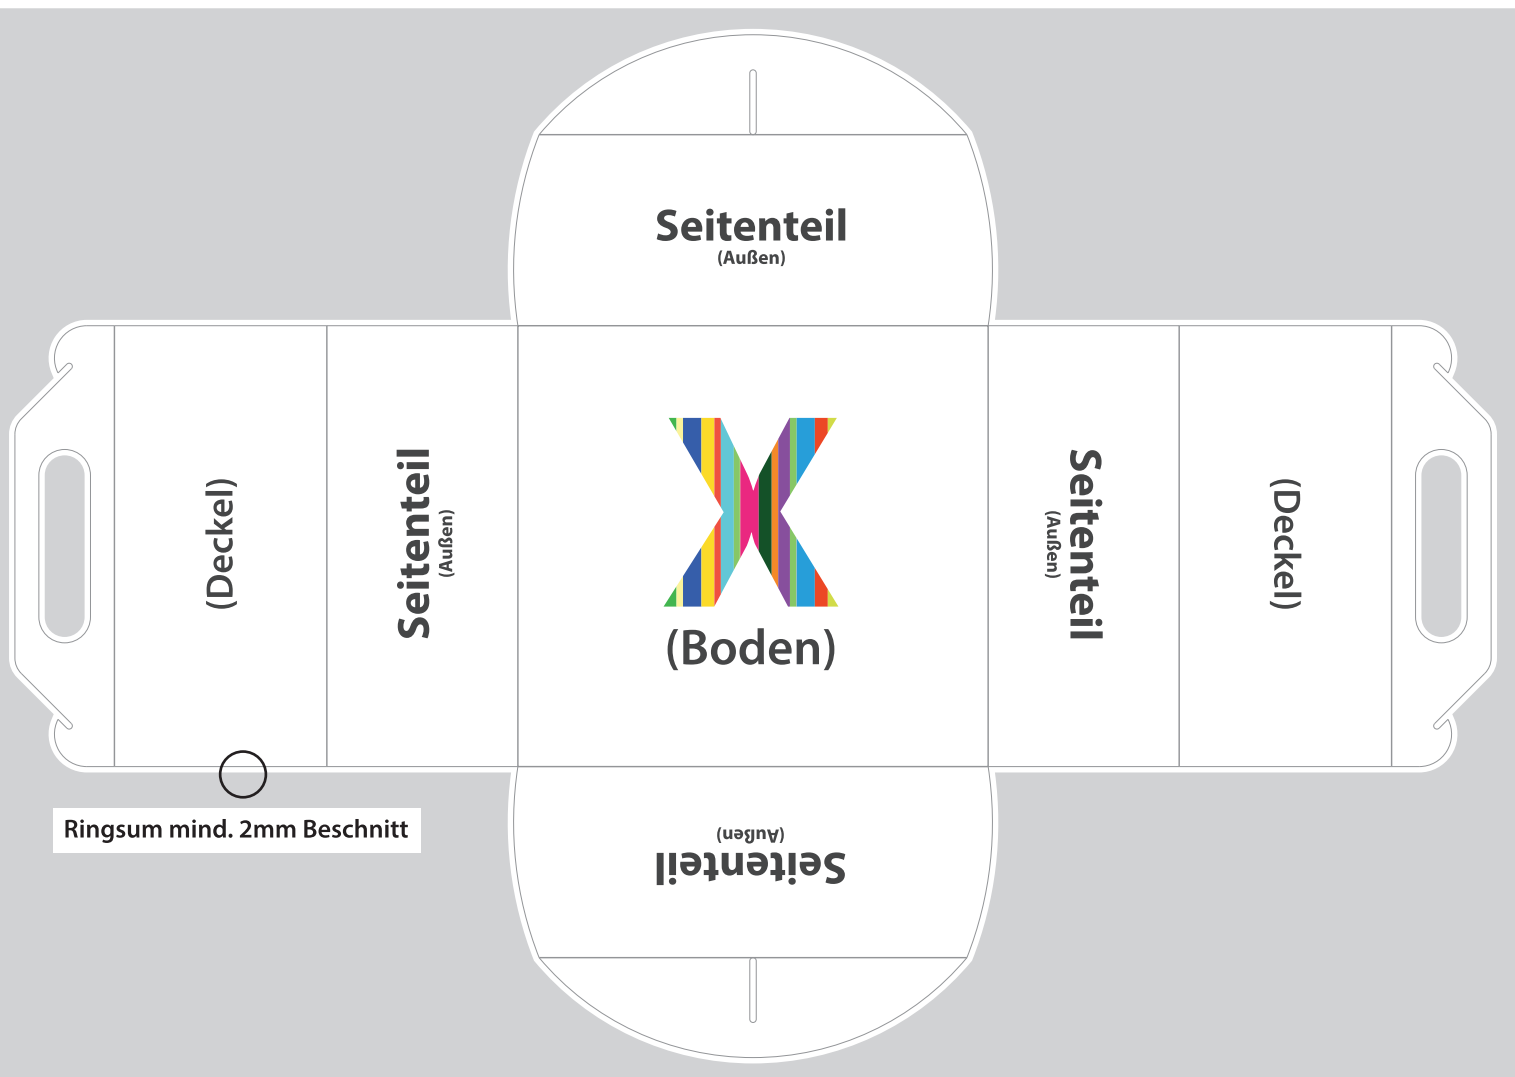 Seitenteil
(Außen)
(Deckel)
Seitenteil
(Außen)
(Boden)
Seitenteil
(Außen)
(Deckel)
Ringsum mind. 2mm Beschnitt
Seitenteil
(Außen)